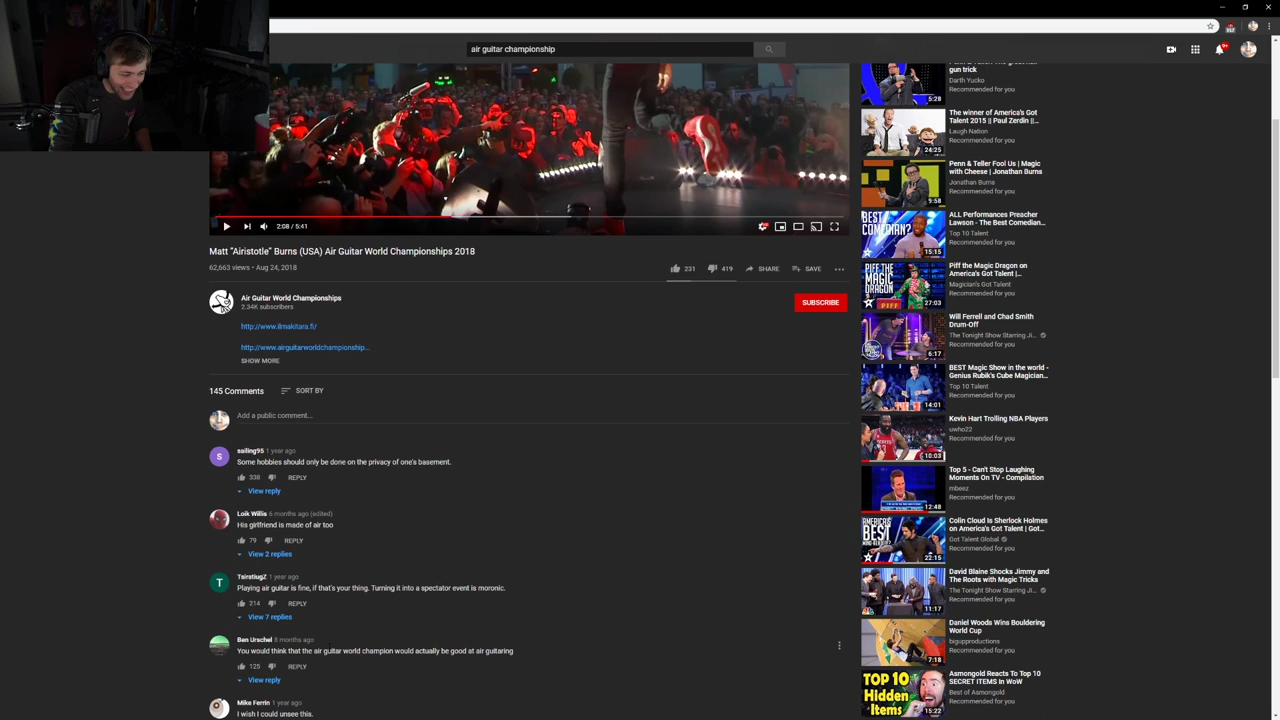 air guitar championship
9+
2:08 / 5:41
Matt "Airistotle" Burns (USA) Air Guitar World Championships 2018
62,663 views • Aug 24, 2018
231
419
SHARE
SAVE
Air Guitar World Championships
2.34K subscribers
SUBSCRIBE
http://www.ilmakitara.fi/
http://www.airguitarworldchampionship...
SHOW MORE
145 Comments
SORT BY
Add a public comment...
S
sailing95 1 year ago
Some hobbies should only be done on the privacy of one's basement.
338
REPLY
View reply
Loik Willis 6 months ago (edited)
His girlfriend is made of air too
79
REPLY
View 2 replies
T
TsiratiugZ 1 year ago
Playing air guitar is fine, if that's your thing. Turning it into a spectator event is moronic.
214
REPLY
View 7 replies
Ben Urschel 8 months ago
You would think that the air guitar world champion would actually be good at air guitaring
125
REPLY
View reply
Mike Ferrin 1 year ago
I wish I could unsee this.
gun trick
Darth Yucko
Recommended for you
5:28
The winner of America's Got
Talent 2015 || Paul Zerdin ||...
Laugh Nation
Recommended for you
24:25
Penn & Teller Fool Us | Magic
with Cheese | Jonathan Burns
Jonathan Burns
Recommended for you
9:58
BEST
COMEDIAN?
ALL Performances Preacher
Lawson - The Best Comedian...
Top 10 Talent
Recommended for you
15:15
PIFF THE
MAGIC
DRAGON
PIFF
Piff the Magic Dragon on
America's Got Talent |...
Magician's Got Talent
Recommended for you
27:03
Will Ferrell and Chad Smith
Drum-Off
The Tonight Show Starring Ji...
Recommended for you
6:17
BEST Magic Show in the world -
Genius Rubik's Cube Magician...
Top 10 Talent
Recommended for you
14:01
Kevin Hart Trolling NBA Players
uwho22
Recommended for you
10:03
Top 5 - Can't Stop Laughing
Moments On TV - Compilation
mbeez
Recommended for you
12:48
AMERICA'S
BEST
Colin Cloud Is Sherlock Holmes
on America's Got Talent | Got...
Got Talent Global
Recommended for you
22:15
David Blaine Shocks Jimmy and
The Roots with Magic Tricks
The Tonight Show Starring Ji...
Recommended for you
11:17
Daniel Woods Wins Bouldering
World Cup
bigupproductions
Recommended for you
7:18
TOP 10
Hidden
Items
Asmongold Reacts To Top 10
SECRET ITEMS In WoW
Best of Asmongold
Recommended for you
15:22